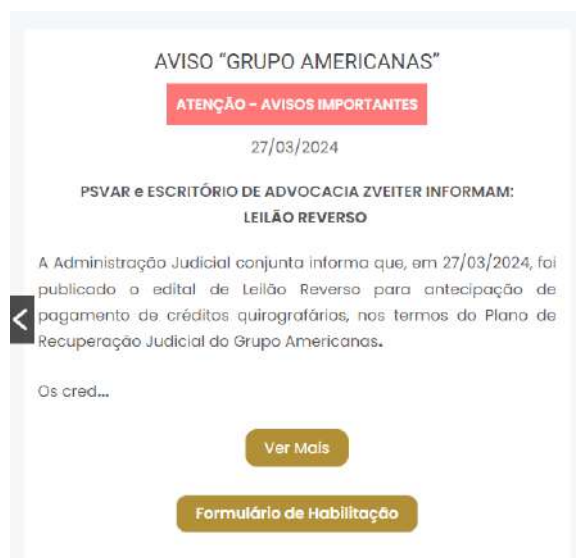 AVISO “GRUPO AMERICANAS”
ATENÇÃO - AVISOS IMPORTANTES
27/03/2024
PSVAR e ESCRITÓRIO DE ADVOCACIA ZVEITER INFORMAM:
LEILÃO REVERSO
A Administração Judicial conjunta informa que, em 27/03/2024, foi
publicado o edital de Leilão Reverso para antecipação de
pagamento de créditos quirografários, nos termos do Plano de
Recuperação Judicial do Grupo Americanas.
Os cred...
Ver Mais
Formulário de Habilitação